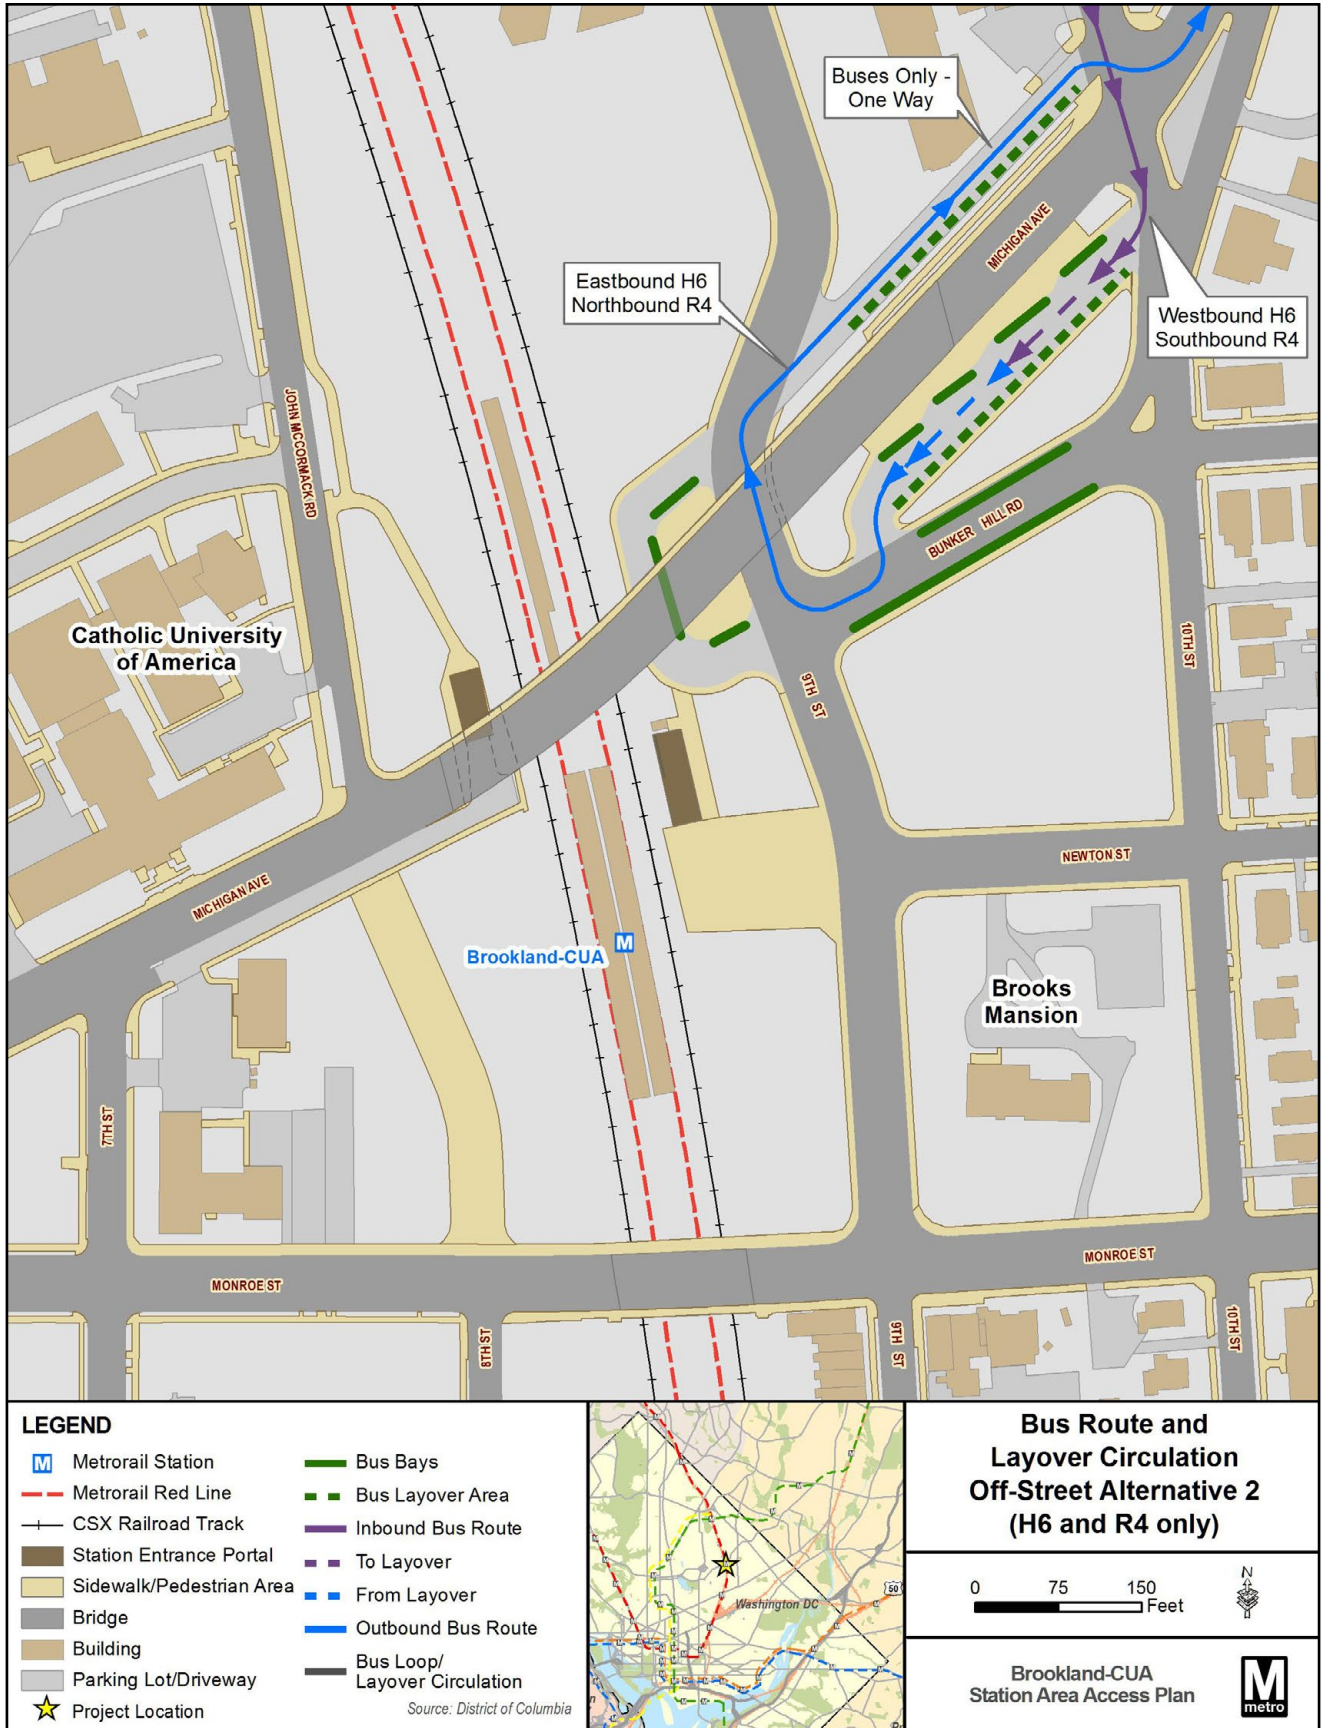 Buses Only -
One Way
MICHIGAN AVE
Eastbound H6
Northbound R4
Westbound H6
Southbound R4
JOHN MCCORMACK RD
BUNKER HILL RD
Catholic University
of America
10TH ST
9TH ST
NEWTON ST
MICHIGAN AVE
M
Brookland-CUA
Brooks
Mansion
7TH ST
MONROE ST
MONROE ST
8TH ST
9TH ST
10TH ST
LEGEND
M Metrorail Station
Metrorail Red Line
CSX Railroad Track
Station Entrance Portal
Sidewalk/Pedestrian Area
Bridge
Building
Parking Lot/Driveway
Project Location
Bus Bays
Bus Layover Area
Inbound Bus Route
To Layover
From Layover
Outbound Bus Route
Bus Loop/
Layover Circulation
Source: District of Columbia
50
Washington DC
Bus Route and
Layover Circulation
Off-Street Alternative 2
(H6 and R4 only)
0 75 150
Feet
N
Brookland-CUA
Station Area Access Plan
M
metro